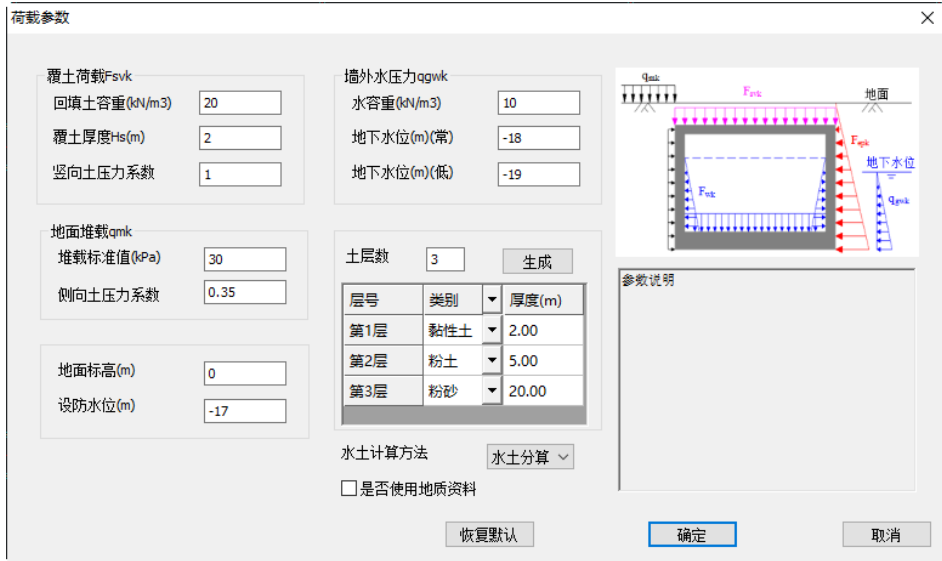 荷载参数
覆土荷载Fsvk
回填土容重(kN/m3) 20
覆土厚度Hs(m) 2
竖向土压力系数 1
地面堆载qmk
堆载标准值(kPa) 30
侧向土压力系数 0.35
地面标高(m) 0
设防水位(m) -17
墙外水压力qgwk
水容重(kN/m3) 10
地下水位(m)(常) -18
地下水位(m)(低) -19
土层数 3 生成
层号 类别 厚度(m)
第1层 黏性土 2.00
第2层 粉土 5.00
第3层 粉砂 20.00
水土计算方法 水土分算
是否使用地质资料
qmk
Fsvk
地面
Fepk
地下水位
Fwk
qgwk
参数说明
恢复默认 确定 取消